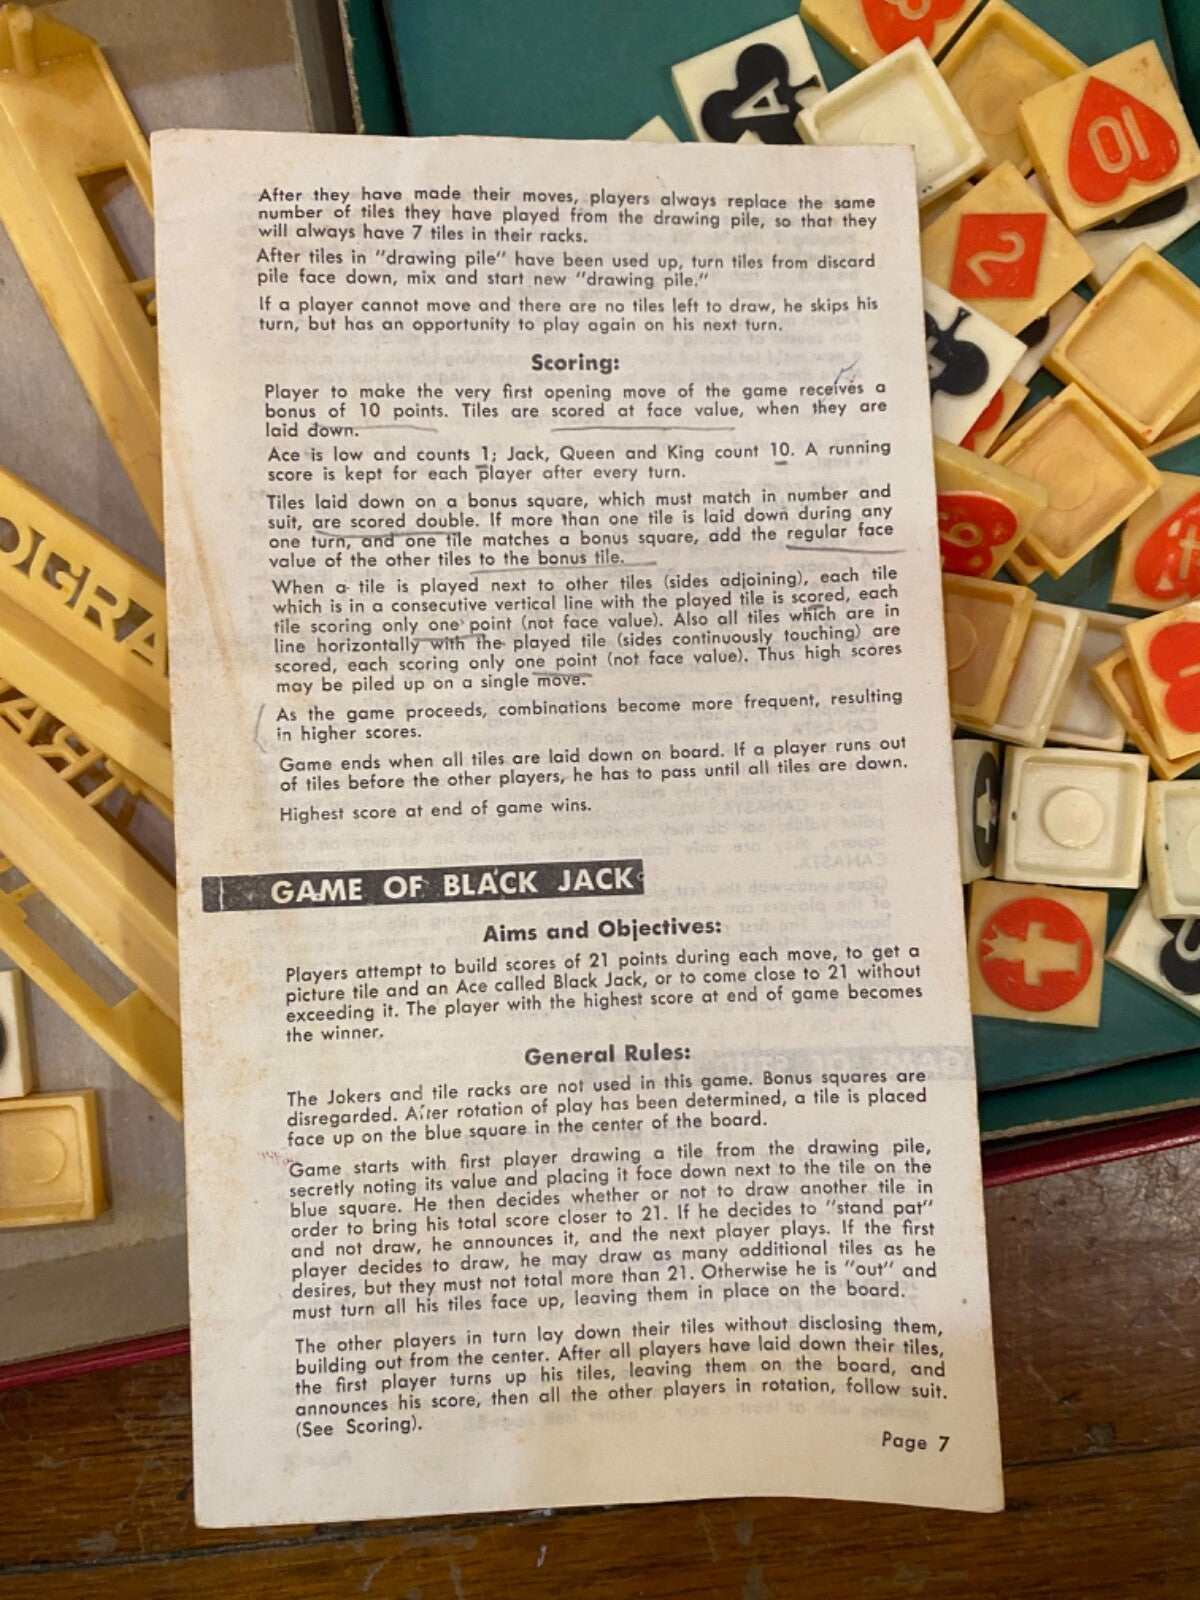 After they have made their moves, players always replace the same
number of tiles they have played from the drawing pile, so that they
will always have 7 tiles in their racks.
After tiles in "drawing pile" have been used up, turn tiles from discard
pile face down, mix and start new "drawing pile."
If a player cannot move and there are no tiles left to draw, he skips his
turn, but has an opportunity to play again on his next turn.
Scoring:
Player to make the very first opening move of the game receives a
bonus of 10 points. Tiles are scored at face value, when they are
laid down.
Ace is low and counts 1; Jack, Queen and King count 10. A running
score is kept for each player after every turn.
Tiles laid down on a bonus square, which must match in number and
suit, are scored double. If more than one tile is laid down during any
one turn, and one tile matches a bonus square, add the regular face
value of the other tiles to the bonus tile.
When a tile is played next to other tiles (sides adjoining), each tile
which is in a consecutive vertical line with the played tile is scored, each
tile scoring only one point (not face value). Also all tiles which are in
line horizontally with the played tile (sides continuously touching) are
scored, each scoring only one point (not face value). Thus high scores
may be piled up on a single move.
As the game proceeds, combinations become more frequent, resulting
in higher scores.
Game ends when all tiles are laid down on board. If a player runs out
of tiles before the other players, he has to pass until all tiles are down.
Highest score at end of game wins.
GAME OF BLACK JACK
Aims and Objectives:
Players attempt to build scores of 21 points during each move, to get a
picture tile and an Ace called Black Jack, or to come close to 21 without
exceeding it. The player with the highest score at end of game becomes
the winner.
General Rules:
The Jokers and tile racks are not used in this game. Bonus squares are
disregarded. After rotation of play has been determined, a tile is placed
face up on the blue square in the center of the board.
Game starts with first player drawing a tile from the drawing pile,
secretly noting its value and placing it face down next to the tile on the
blue square. He then decides whether or not to draw another tile in
order to bring his total score closer to 21. If he decides to "stand pat"
and not draw, he announces it, and the next player plays. If the first
player decides to draw, he may draw as many additional tiles as he
desires, but they must not total more than 21. Otherwise he is "out" and
must turn all his tiles face up, leaving them in place on the board.
The other players in turn lay down their tiles without disclosing them,
building out from the center. After all players have laid down their tiles,
the first player turns up his tiles, leaving them on the board, and
announces his score, then all the other players in rotation, follow suit.
(See Scoring).
Page 7
A
10
2
9
OGRA